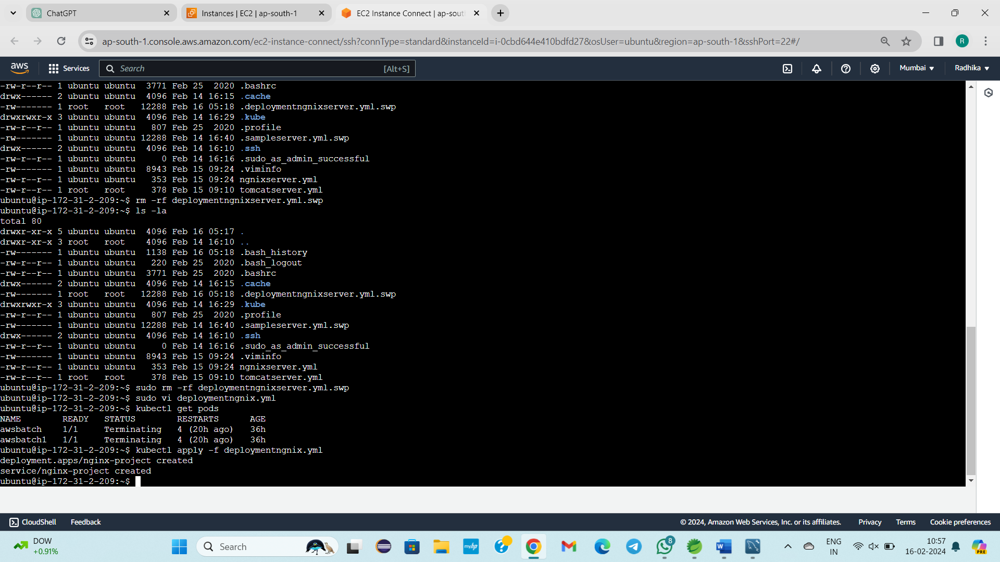 ChatGPT
Instances | EC2 | ap-south-1
EC2 Instance Connect | ap-sout
ap-south-1.console.aws.amazon.com/ec2-instance-connect/ssh?connType=standard&instanceId=i-0cbd644e410bdfd27&osUser=ubuntu&region=ap-south-1&sshPort=22#/
R
aws
Services
Search
[Alt+S]
Mumbai
Radhika
-rw-r--r-- 1 ubuntu ubuntu  3771 Feb 25  2020 .bashrc
drwx------ 2 ubuntu ubuntu  4096 Feb 14 16:15 .cache
-rw------- 1 root   root   12288 Feb 16 05:18 .deploymentngnixserver.yml.swp
drwxrwxr-x 3 ubuntu ubuntu  4096 Feb 14 16:29 .kube
-rw-r--r-- 1 ubuntu ubuntu   807 Feb 25  2020 .profile
-rw------- 1 ubuntu ubuntu 12288 Feb 14 16:40 .sampleserver.yml.swp
drwx------ 2 ubuntu ubuntu  4096 Feb 14 16:10 .ssh
-rw-r--r-- 1 ubuntu ubuntu     0 Feb 14 16:16 .sudo_as_admin_successful
-rw------- 1 ubuntu ubuntu  8943 Feb 15 09:24 .viminfo
-rw-r--r-- 1 ubuntu ubuntu   353 Feb 15 09:24 ngnixserver.yml
-rw-r--r-- 1 root   root     378 Feb 15 09:10 tomcatserver.yml
ubuntu@ip-172-31-2-209:~$ rm -rf deploymentngnixserver.yml.swp
ubuntu@ip-172-31-2-209:~$ ls -la
total 80
drwxr-xr-x 5 ubuntu ubuntu  4096 Feb 16 05:17 .
drwxr-xr-x 3 root   root    4096 Feb 14 16:10 ..
-rw------- 1 ubuntu ubuntu  1138 Feb 16 05:18 .bash_history
-rw-r--r-- 1 ubuntu ubuntu   220 Feb 25  2020 .bash_logout
-rw-r--r-- 1 ubuntu ubuntu  3771 Feb 25  2020 .bashrc
drwx------ 2 ubuntu ubuntu  4096 Feb 14 16:15 .cache
-rw------- 1 root   root   12288 Feb 16 05:18 .deploymentngnixserver.yml.swp
drwxrwxr-x 3 ubuntu ubuntu  4096 Feb 14 16:29 .kube
-rw-r--r-- 1 ubuntu ubuntu   807 Feb 25  2020 .profile
-rw------- 1 ubuntu ubuntu 12288 Feb 14 16:40 .sampleserver.yml.swp
drwx------ 2 ubuntu ubuntu  4096 Feb 14 16:10 .ssh
-rw-r--r-- 1 ubuntu ubuntu     0 Feb 14 16:16 .sudo_as_admin_successful
-rw------- 1 ubuntu ubuntu  8943 Feb 15 09:24 .viminfo
-rw-r--r-- 1 ubuntu ubuntu   353 Feb 15 09:24 ngnixserver.yml
-rw-r--r-- 1 root   root     378 Feb 15 09:10 tomcatserver.yml
ubuntu@ip-172-31-2-209:~$ sudo rm -rf deploymentngnixserver.yml.swp
ubuntu@ip-172-31-2-209:~$ sudo vi deploymentngnix.yml
ubuntu@ip-172-31-2-209:~$ kubectl get pods
NAME        READY   STATUS        RESTARTS      AGE
awsbatch    1/1     Terminating   4 (20h ago)   36h
awsbatch1   1/1     Terminating   4 (20h ago)   36h
ubuntu@ip-172-31-2-209:~$ kubectl apply -f deploymentngnix.yml
deployment.apps/nginx-project created
service/nginx-project created
ubuntu@ip-172-31-2-209:~$
CloudShell
Feedback
© 2024, Amazon Web Services, Inc. or its affiliates.
Privacy
Terms
Cookie preferences
DOW
+0.91%
Search
myhp
8
ENG
IN
10:57
16-02-2024
PRE